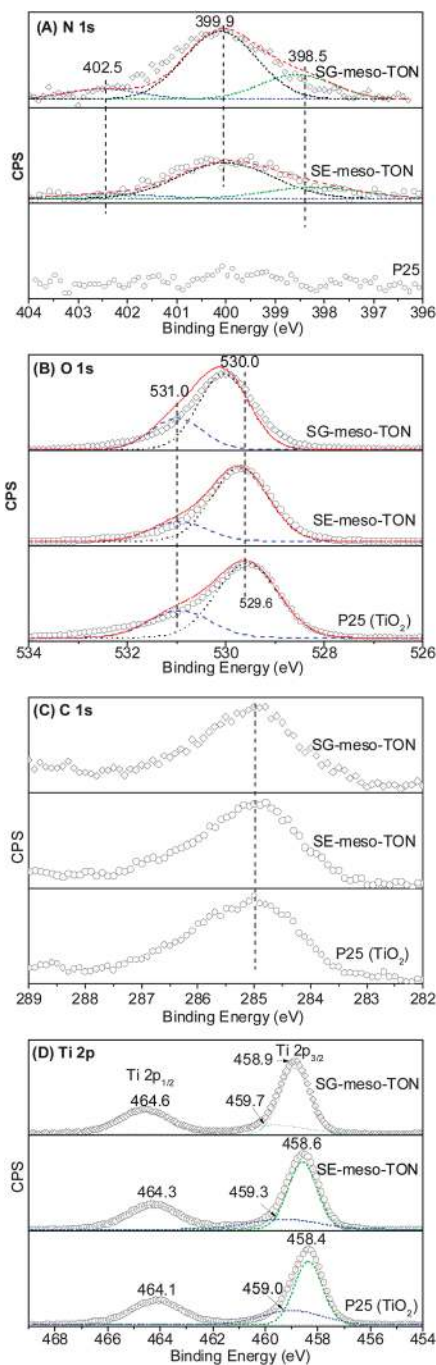 (A) N 1s
399.9
402.5
398.5
SG-meso-TON
SE-meso-TON
P25
CPS
404 403 402 401 400 399 398 397 396
Binding Energy (eV)
(B) O 1s
531.0
530.0
SG-meso-TON
SE-meso-TON
529.6
P25 (TiO2)
CPS
534 533 532 531 530 529 528 527 526
Binding Energy (eV)
(C) C 1s
SG-meso-TON
SE-meso-TON
P25 (TiO2)
CPS
289 288 287 286 285 284 283 282
Binding Energy (eV)
(D) Ti 2p
458.9 Ti 2p3/2
Ti 2p1/2
464.6
459.7
SG-meso-TON
458.6
464.3
459.3
SE-meso-TON
458.4
464.1
459.0
P25 (TiO2)
CPS
468 466 464 462 460 458 456 454
Binding Energy (eV)